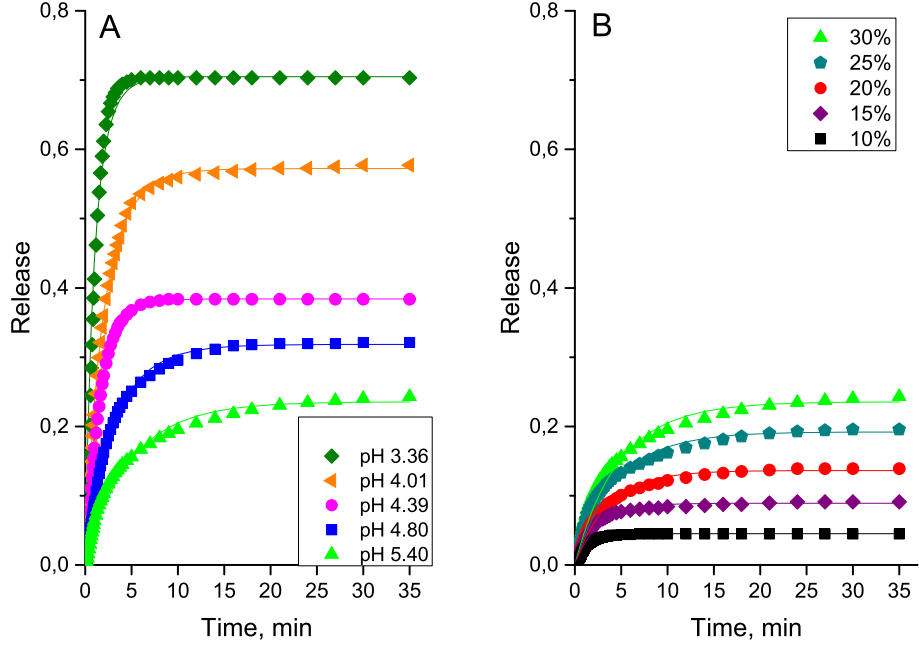 A
0,8
0,6
0,4
0,2
0,0
Release
0 5 10 15 20 25 30 35
Time, min
pH 3.36
pH 4.01
pH 4.39
pH 4.80
pH 5.40
B
0,8
0,6
0,4
0,2
0,0
Release
0 5 10 15 20 25 30 35
Time, min
30%
25%
20%
15%
10%